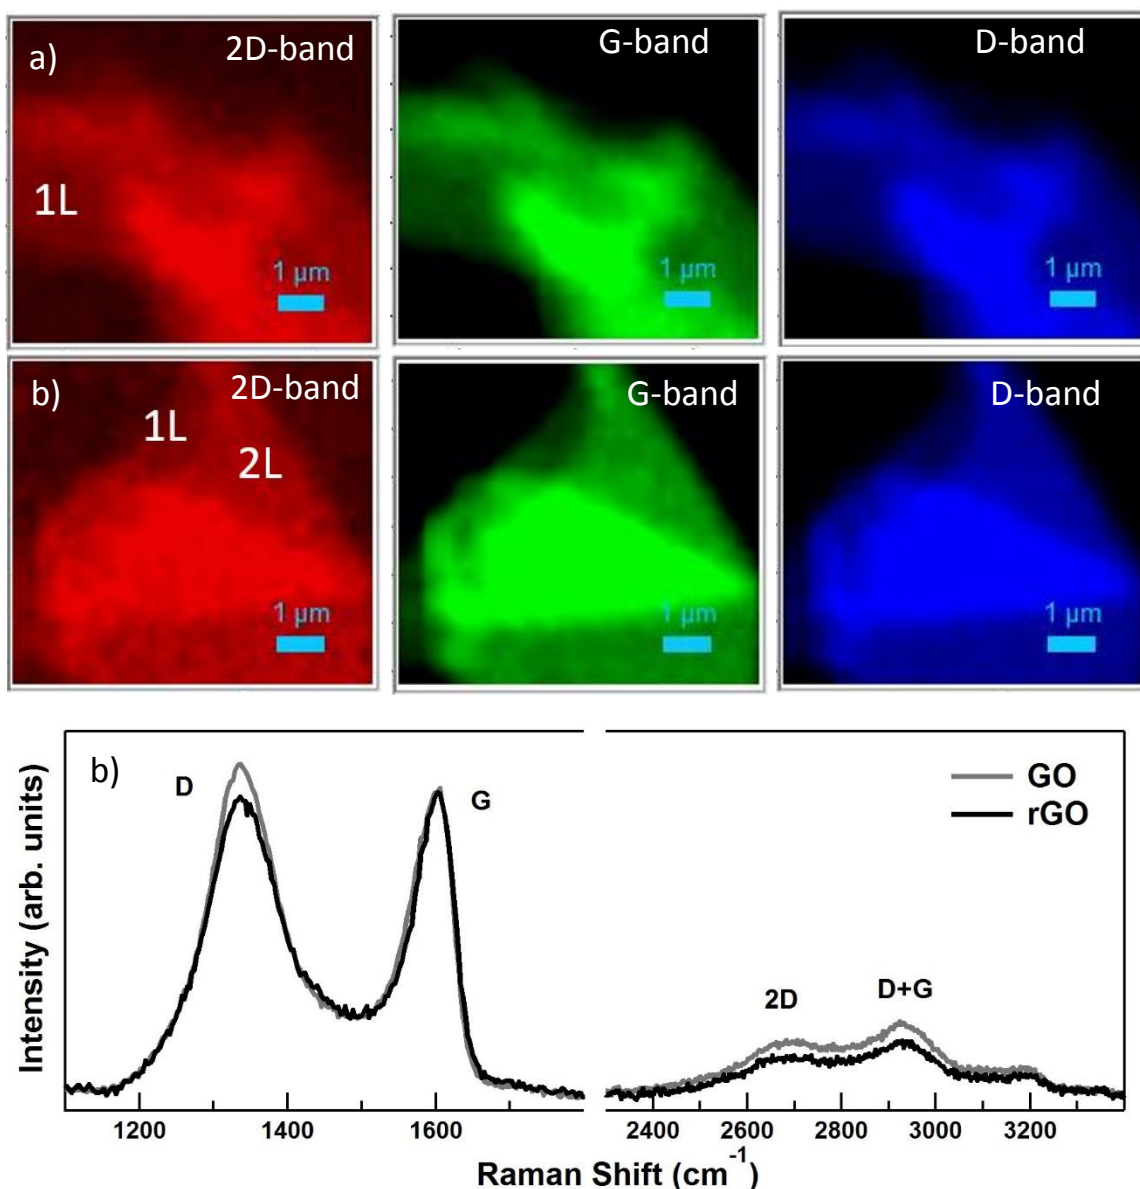 a) 2D-band G-band D-band
1L
1 µm 1 µm 1 µm
b) 2D-band G-band D-band
1L
2L
1 µm 1 µm 1 µm
b)
GO
rGO
D G
2D D+G
Intensity (arb. units)
1200 1400 1600 2400 2600 2800 3000 3200
Raman Shift (cm⁻¹)